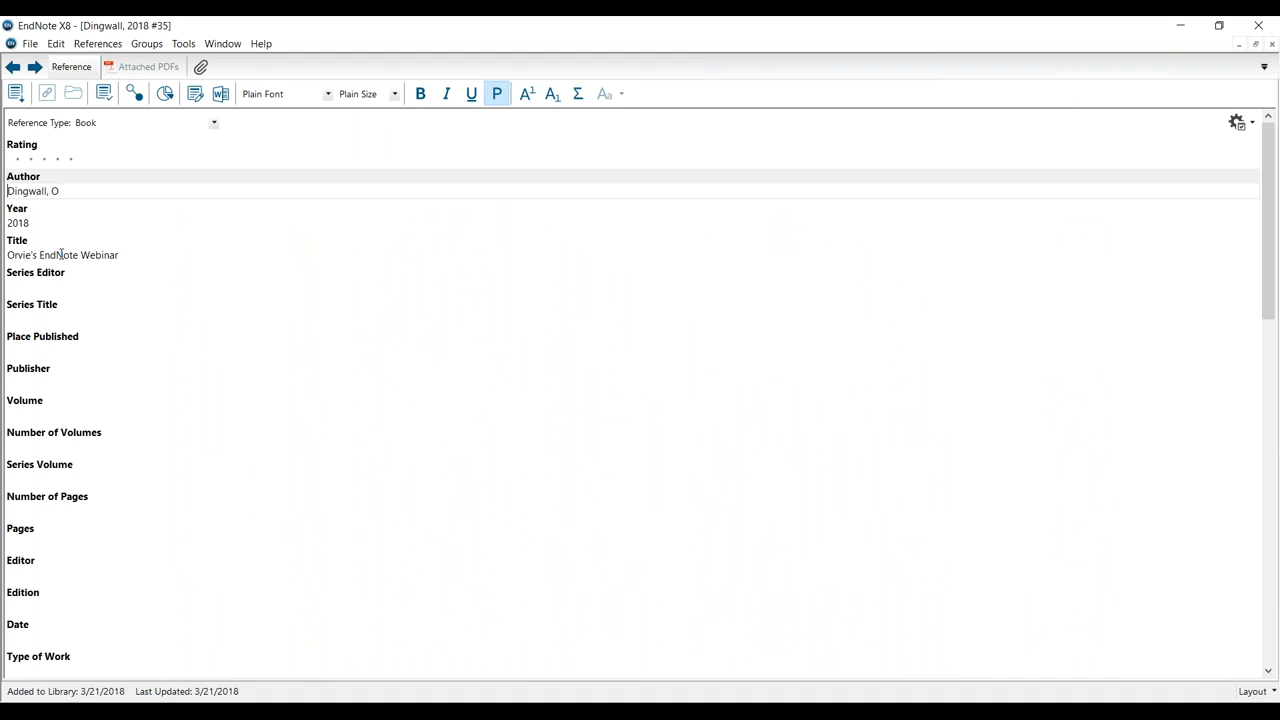 EndNote X8 - [Dingwall, 2018 #35]
File Edit References Groups Tools Window Help
Reference Attached PDFs
Plain Font Plain Size B I U P A1 A1 Σ Aa
Reference Type: Book
Rating
Author
Dingwall, O
Year
2018
Title
Orvie's EndNote Webinar
Series Editor
Series Title
Place Published
Publisher
Volume
Number of Volumes
Series Volume
Number of Pages
Pages
Editor
Edition
Date
Type of Work
Added to Library: 3/21/2018 Last Updated: 3/21/2018 Layout